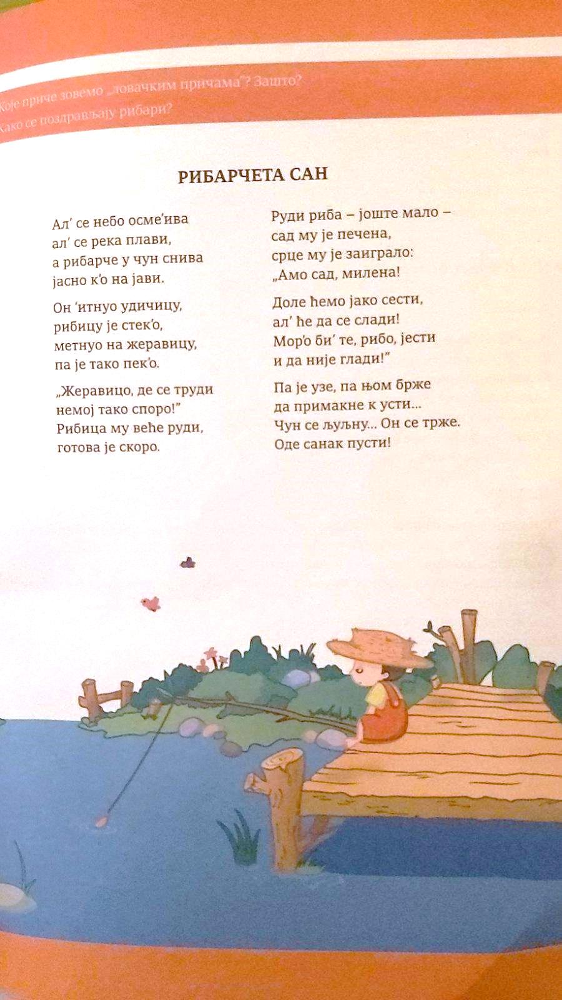 Које приче зовемо „ловачким причама”? Зашто?
Како се поздрављају рибари?
РИБАРЧЕТА САН
Ал’ се небо осме’ива
ал’ се река плави,
а рибарче у чун снива
јасно к’о на јави.
Он ‘итнуо удичицу,
рибицу је стек’о,
метнуо на жеравицу,
па је тако пек’о.
„Жеравицо, де се труди
немој тако споро!”
Рибица му веће руди,
готова је скоро.
Руди риба – јоште мало –
сад му је печена,
срце му је заиграло:
„Амо сад, милена!
Доле ћемо јако сести,
ал’ ће да се слади!
Мор’о би’ те, рибо, јести
и да није глади!”
Па је узе, па њом брже
да примакне к усти...
Чун се љуљну... Он се трже.
Оде санак пусти!